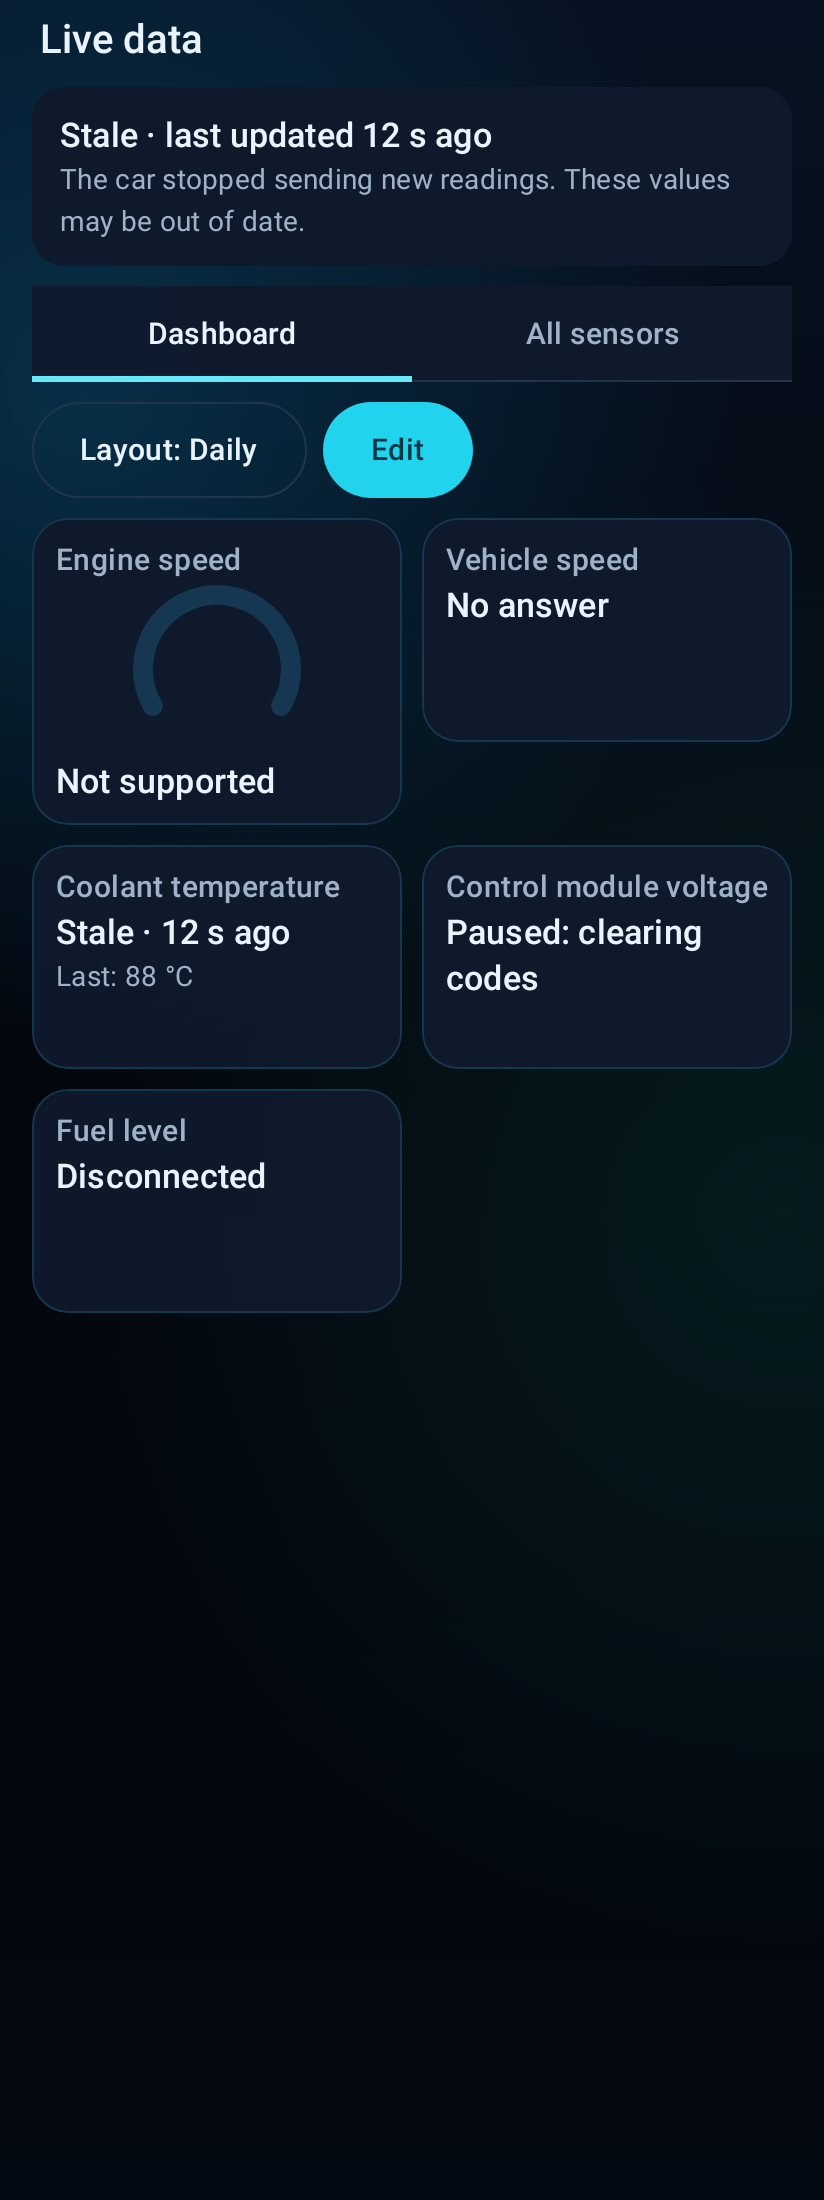 Live data
Stale · last updated 12 s ago
The car stopped sending new readings. These values
may be out of date.
Dashboard
All sensors
Layout: Daily
Edit
Engine speed
Not supported
Vehicle speed
No answer
Coolant temperature
Stale · 12 s ago
Last: 88 °C
Control module voltage
Paused: clearing
codes
Fuel level
Disconnected